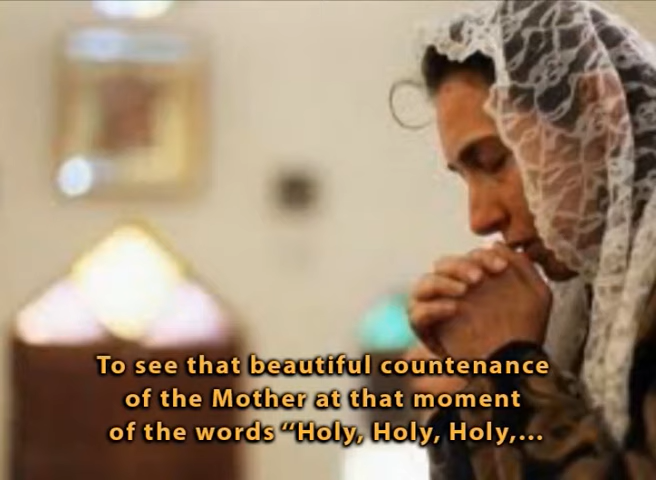 To see that beautiful countenance
of the Mother at that moment
of the words “Holy, Holy, Holy,...